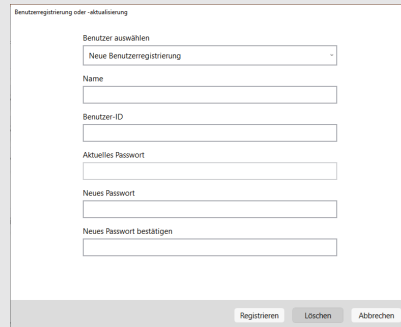 Benutzerregistrierung oder -aktualisierung
Benutzer auswählen
Neue Benutzerregistrierung
Name
Benutzer-ID
Aktuelles Passwort
Neues Passwort
Neues Passwort bestätigen
Registrieren Löschen Abbrechen